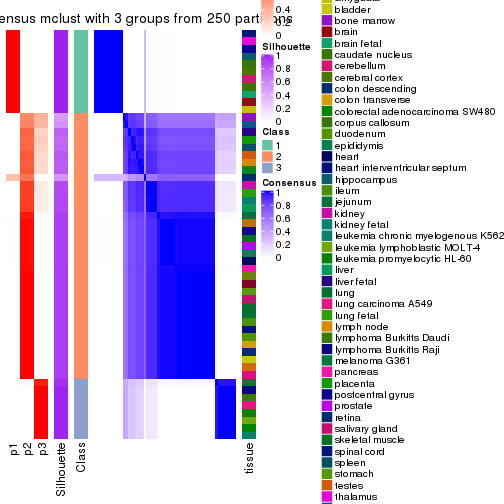 ensus mclust with 3 groups from 250 partitions
0.4
0.2
0
Silhouette
1
0.8
0.6
0.4
0.2
0
Class
1
2
3
Consensus
1
0.8
0.6
0.4
0.2
0
p1
p2
p3
Silhouette
Class
tissue
bladder
bone marrow
brain
brain fetal
caudate nucleus
cerebellum
cerebral cortex
colon descending
colon transverse
colorectal adenocarcinoma SW480
corpus callosum
duodenum
epididymis
heart
heart interventricular septum
hippocampus
ileum
jejunum
kidney
kidney fetal
leukemia chronic myelogenous K562
leukemia lymphoblastic MOLT-4
leukemia promyelocytic HL-60
liver
liver fetal
lung
lung carcinoma A549
lung fetal
lymph node
lymphoma Burkitts Daudi
lymphoma Burkitts Raji
melanoma G361
pancreas
placenta
postcentral gyrus
prostate
retina
salivary gland
skeletal muscle
spinal cord
spleen
stomach
testes
thalamus